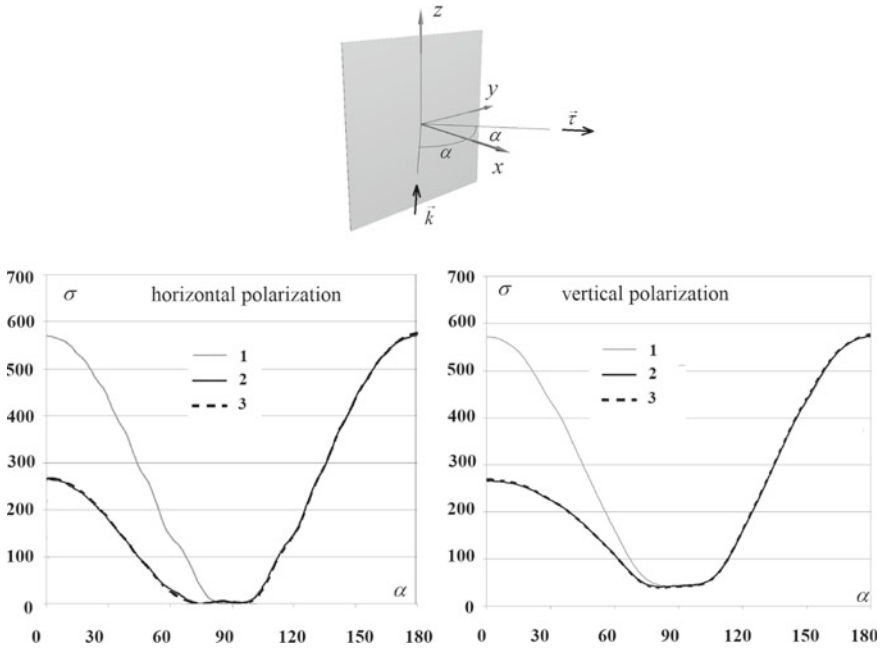 z
y
τ⃗
α
α
x
k⃗
700
σ horizontal polarization
600
500
1
2
3
400
300
200
100
0
α
0 30 60 90 120 150 180
700
σ vertical polarization
600
500
1
2
3
400
300
200
100
0
α
0 30 60 90 120 150 180